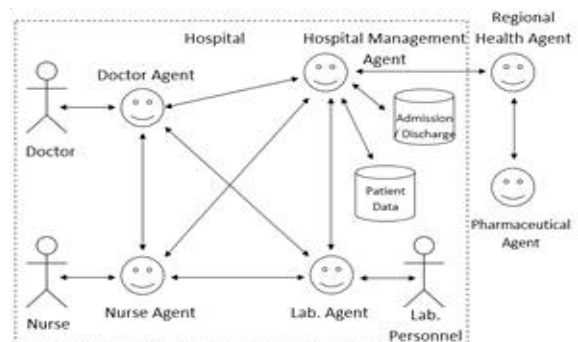 Regional
Health Agent
Hospital
Hospital Management
Agent
Doctor Agent
Admission
/ Discharge
Doctor
Patient
Data
Pharmaceutical
Agent
Nurse
Nurse Agent
Lab. Agent
Lab.
Personnel